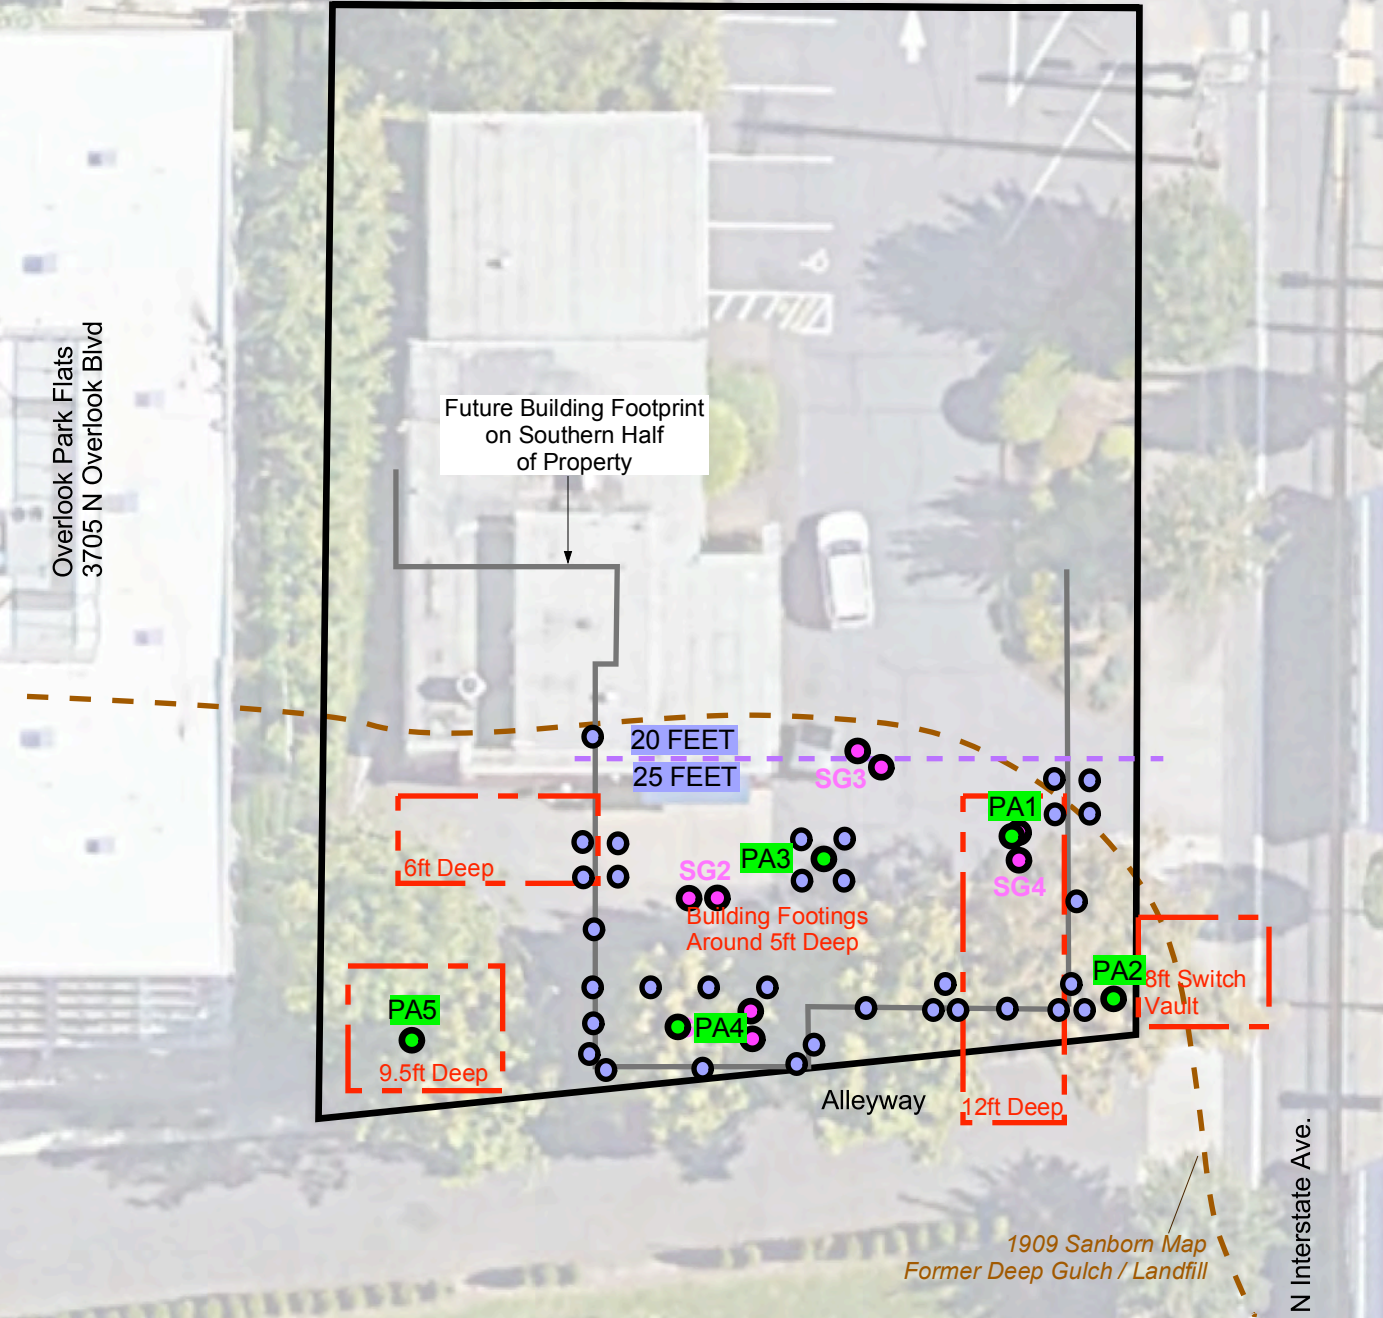 Overlook Park Flats
3705 N Overlook Blvd
Future Building Footprint
on Southern Half
of Property
20 FEET
25 FEET
SG3
PA1
6ft Deep
SG2
PA3
SG4
Building Footings
Around 5ft Deep
PA2
8ft Switch
Vault
PA5
PA4
9.5ft Deep
Alleyway
12ft Deep
N Interstate Ave.
1909 Sanborn Map
Former Deep Gulch / Landfill